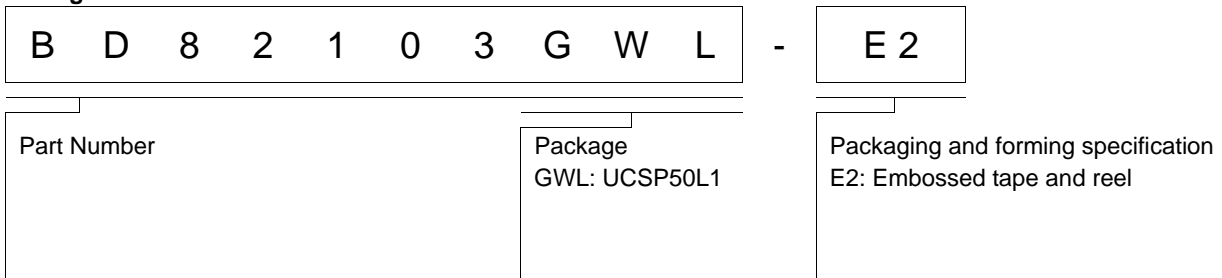 B D 8 2 1 0 3 G W L - E 2
Part Number
Package
GWL: UCSP50L1
Packaging and forming specification
E2: Embossed tape and reel